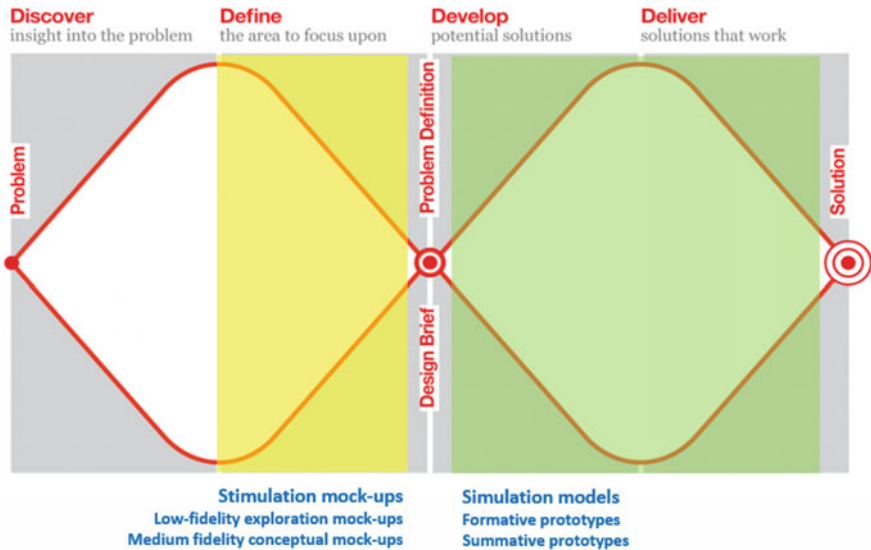 Discover
insight into the problem
Define
the area to focus upon
Develop
potential solutions
Deliver
solutions that work
Problem
Problem Definition
Design Brief
Solution
Stimulation mock-ups
Low-fidelity exploration mock-ups
Medium fidelity conceptual mock-ups
Simulation models
Formative prototypes
Summative prototypes